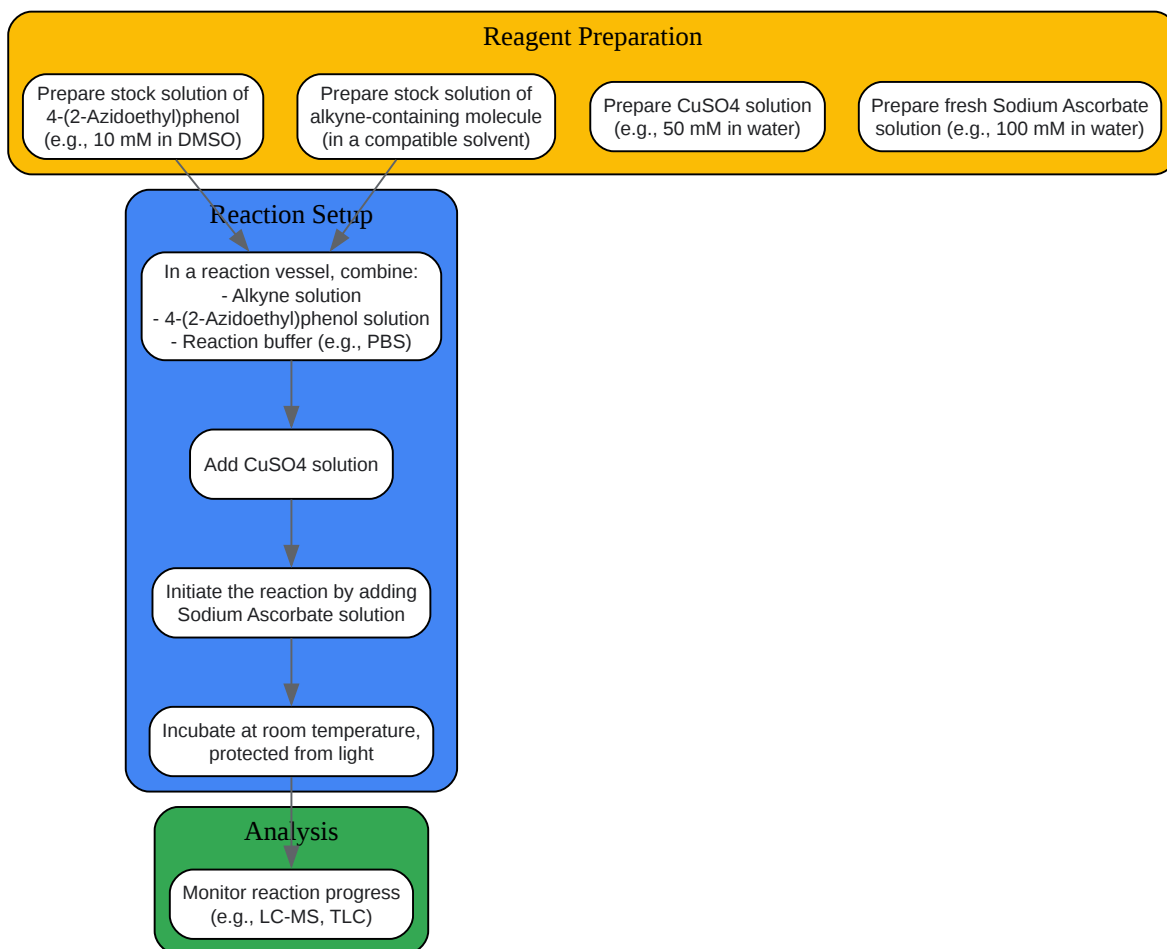 Reagent Preparation
Prepare stock solution of
4-(2-Azidoethyl)phenol
(e.g., 10 mM in DMSO)
Prepare stock solution of
alkyne-containing molecule
(in a compatible solvent)
Prepare CuSO4 solution
(e.g., 50 mM in water)
Prepare fresh Sodium Ascorbate
solution (e.g., 100 mM in water)
Reaction Setup
In a reaction vessel, combine:
- Alkyne solution
- 4-(2-Azidoethyl)phenol solution
- Reaction buffer (e.g., PBS)
Add CuSO4 solution
Initiate the reaction by adding
Sodium Ascorbate solution
Incubate at room temperature,
protected from light
Analysis
Monitor reaction progress
(e.g., LC-MS, TLC)